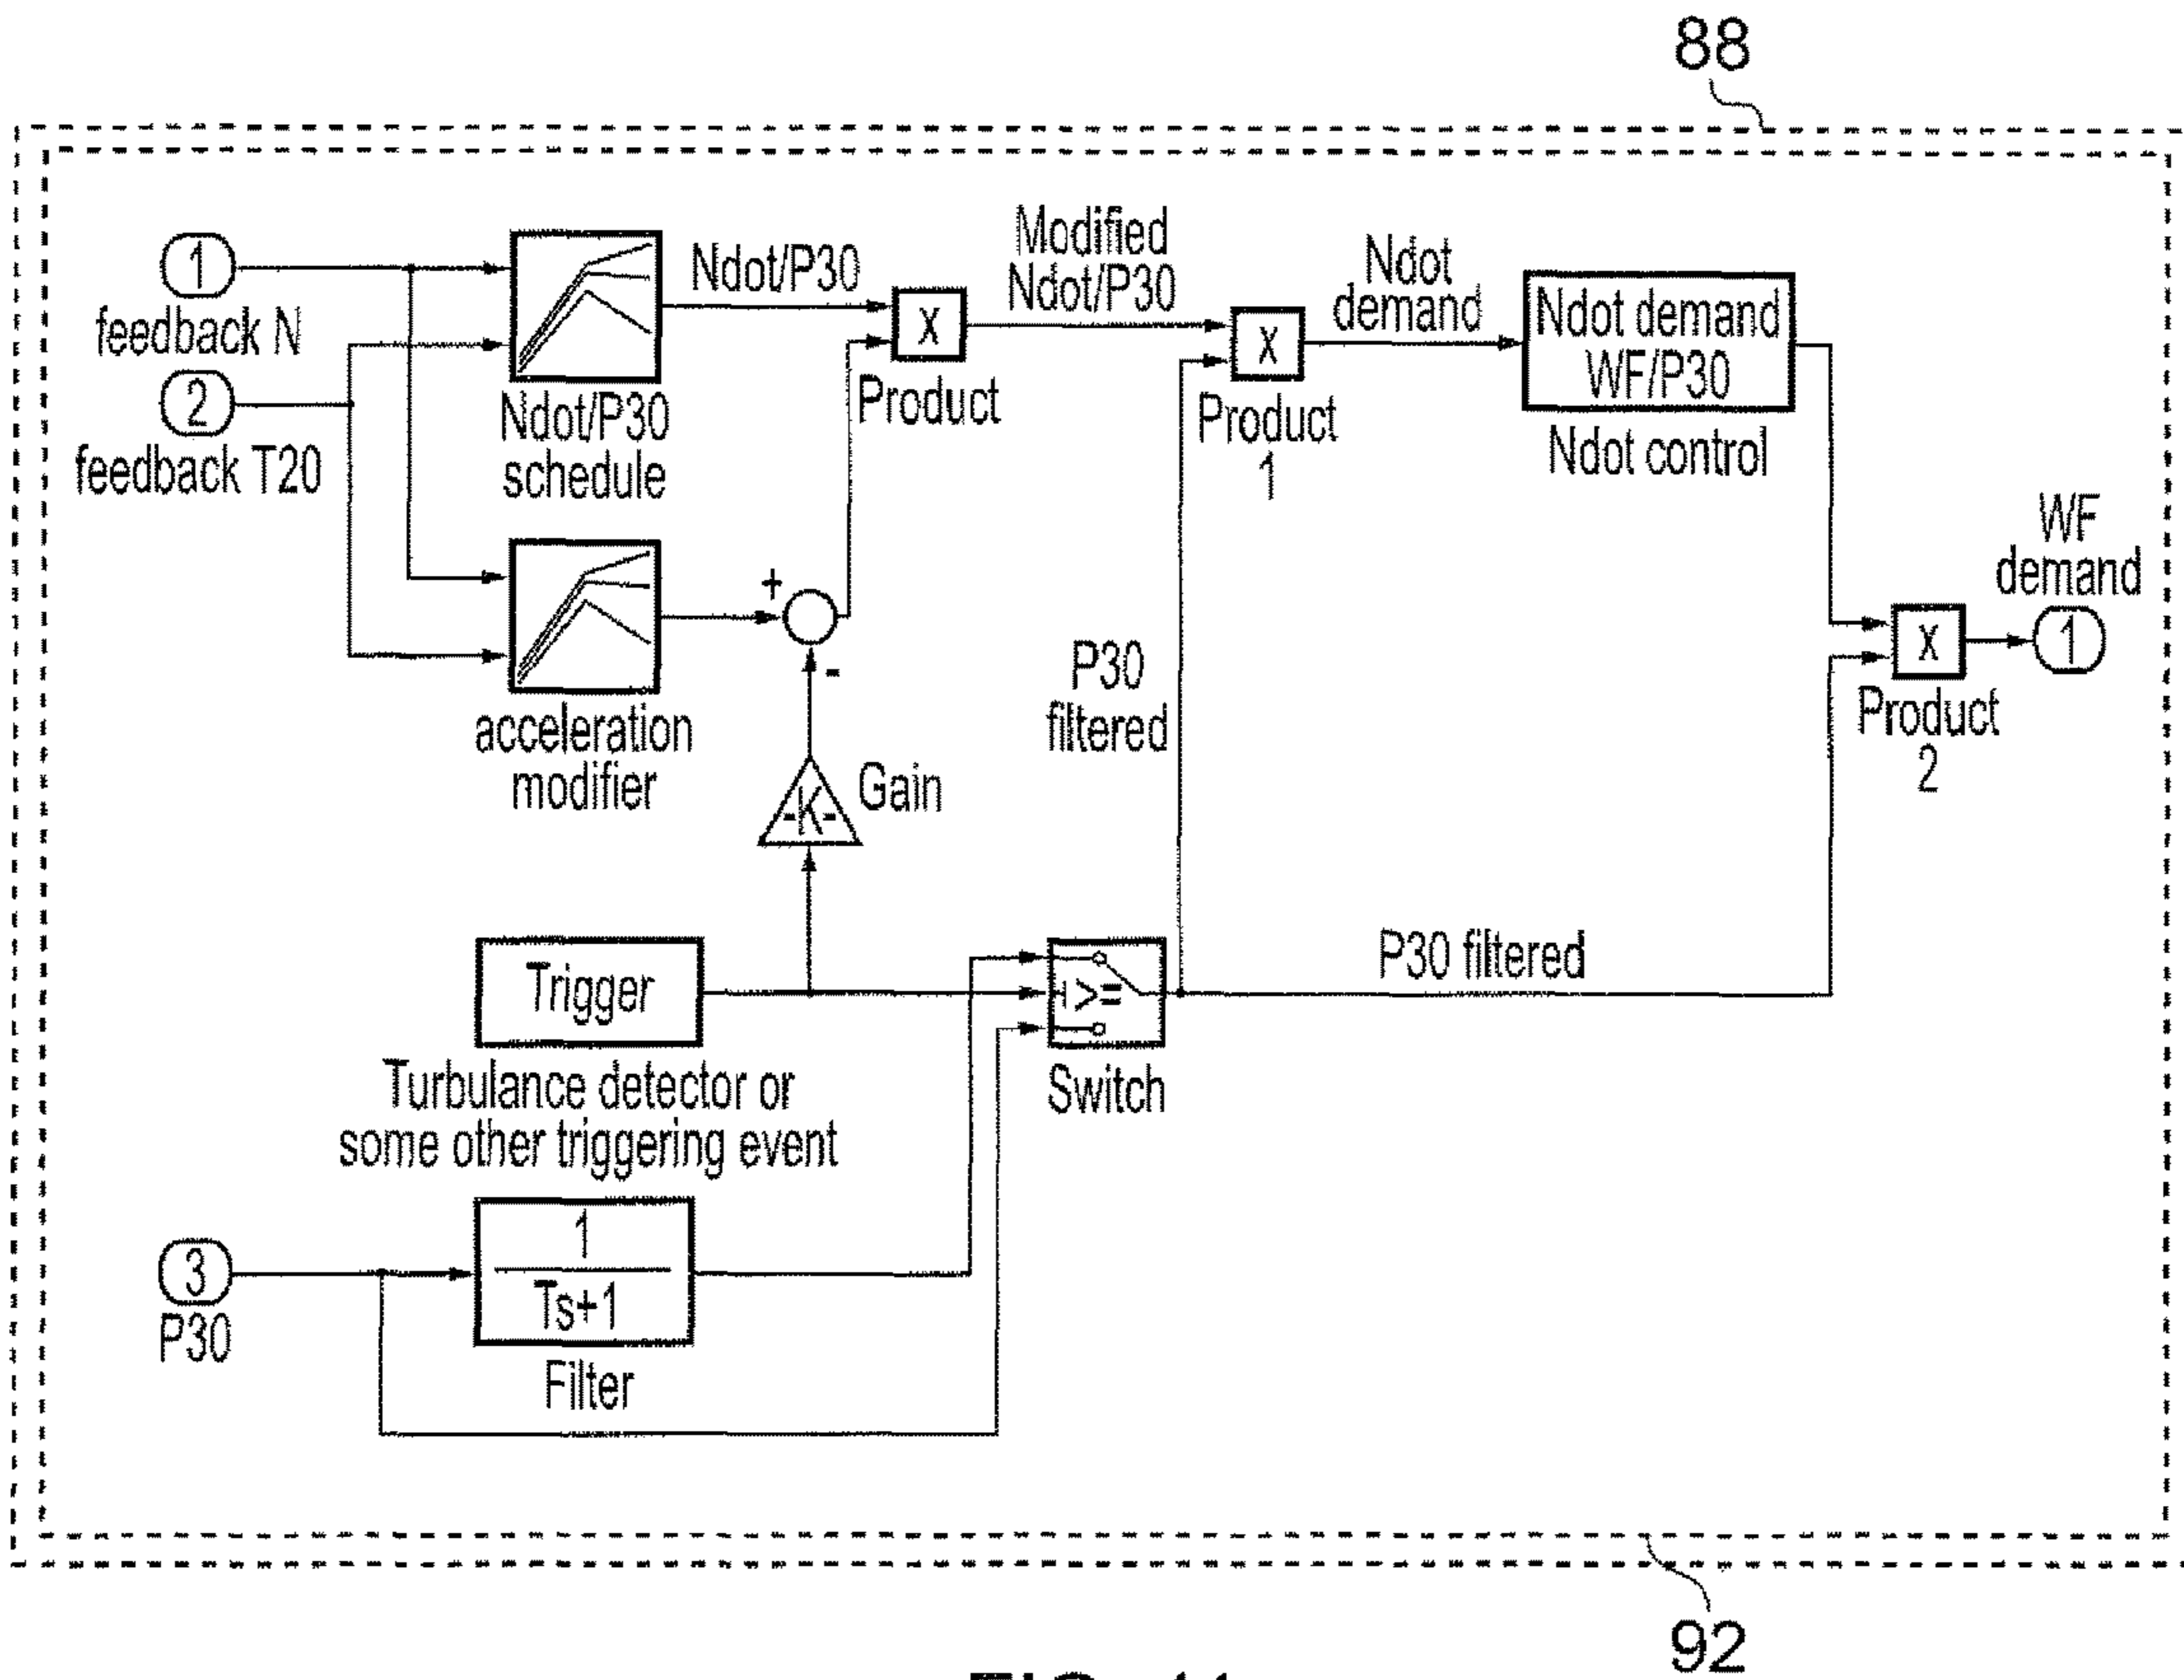 88
1
feedback N
2
feedback T20
Ndot/P30
schedule
Ndot/P30
x
Product
Modified
Ndot/P30
x
Product
1
Ndot
demand
Ndot demand
WF/P30
Ndot control
WF
demand
1
x
Product
2
acceleration
modifier
+
-
-K-
Gain
P30
filtered
Trigger
Turbulance detector or
some other triggering event
>=
Switch
P30 filtered
3
P30
1
Ts+1
Filter
92